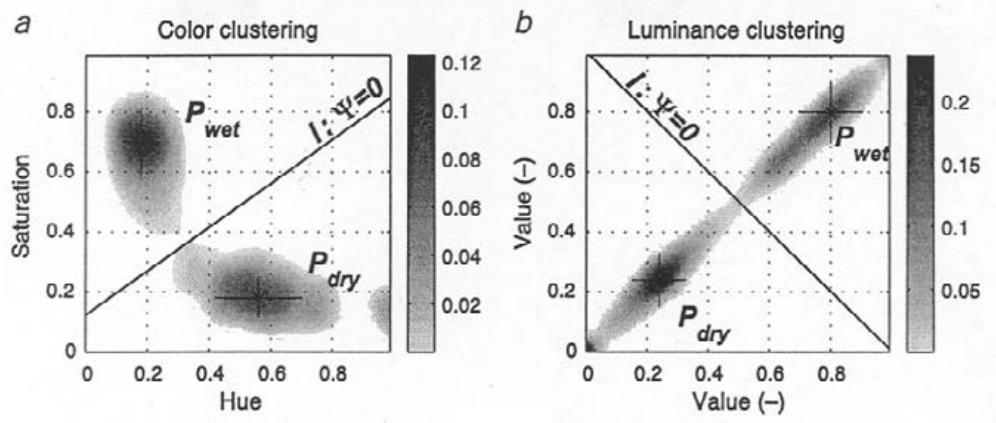 a
Color clustering
Saturation
0.8
0.6
0.4
0.2
0
0
0.2
0.4
0.6
0.8
Hue
P wet
l: Ψ=0
P dry
0.12
0.1
0.08
0.06
0.04
0.02
b
Luminance clustering
Value (–)
0.8
0.6
0.4
0.2
0
0
0.2
0.4
0.6
0.8
Value (–)
l: Ψ=0
P wet
P dry
0.2
0.15
0.1
0.05